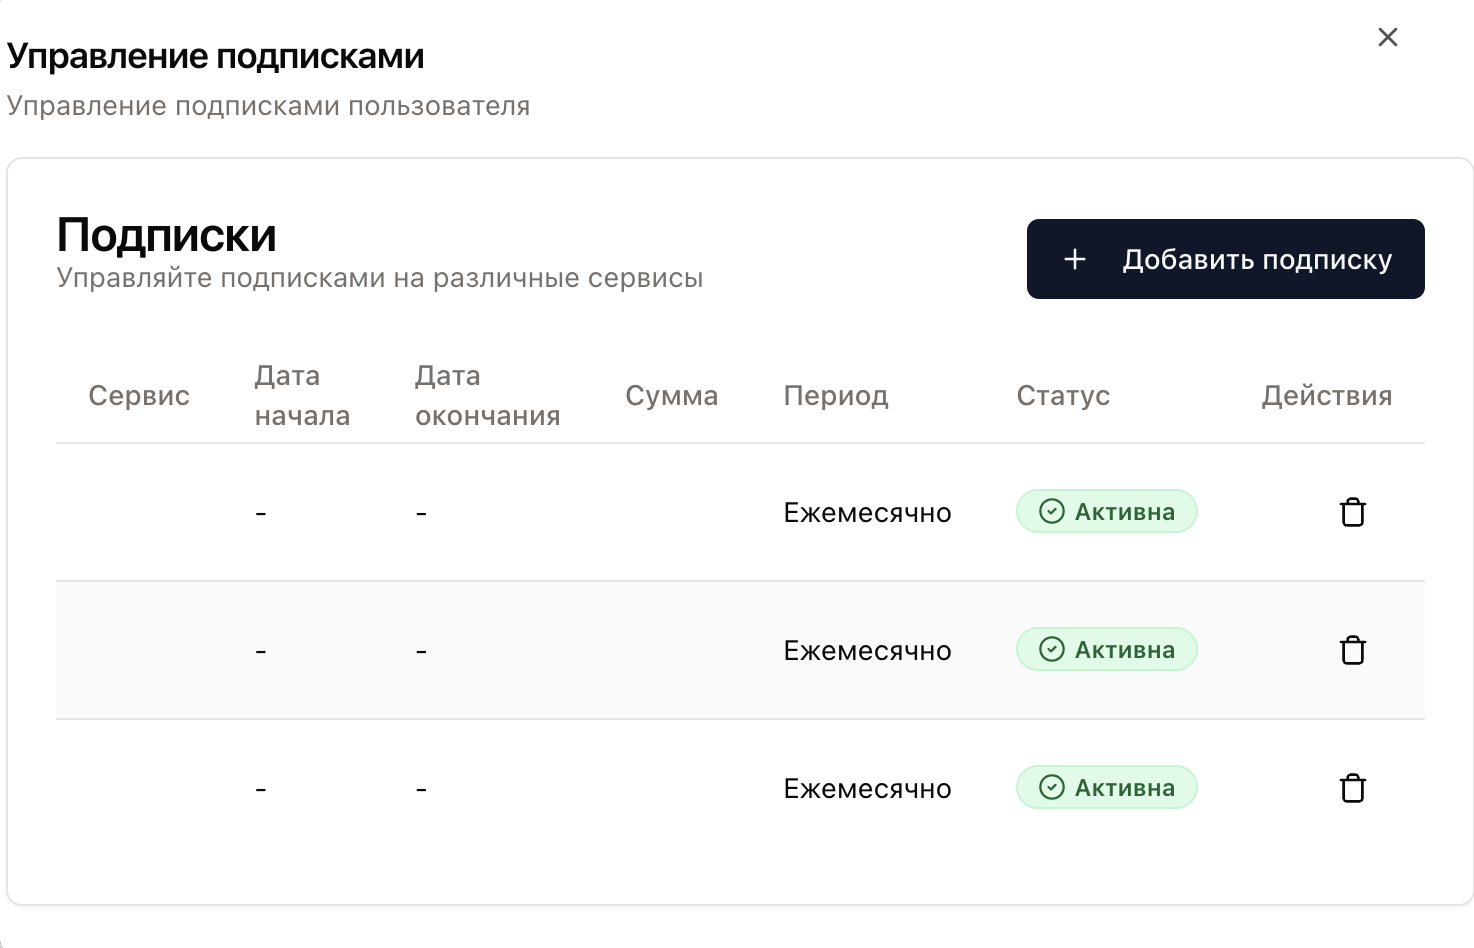 Управление подписками
Управление подписками пользователя
Подписки
Управляйте подписками на различные сервисы
+ Добавить подписку
Сервис Дата начала Дата окончания Сумма Период Статус Действия
- - Ежемесячно Активна
- - Ежемесячно Активна
- - Ежемесячно Активна